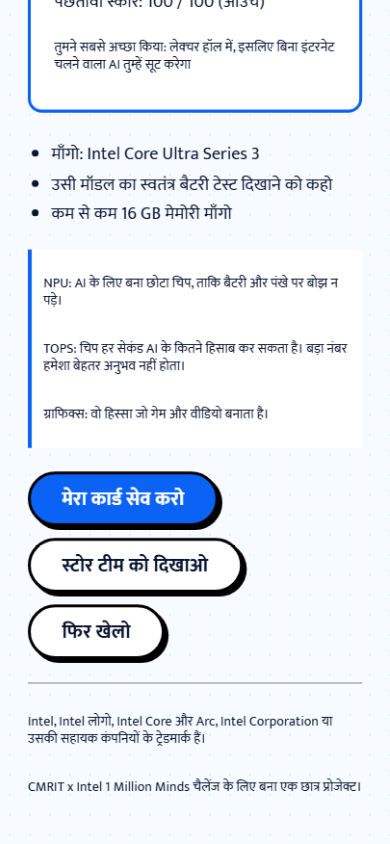 पछतावा स्कोर: 100 / 100 (आउच)
तुमने सबसे अच्छा किया: लेक्चर हॉल में, इसलिए बिना इंटरनेट
चलने वाला AI तुम्हें सूट करेगा
माँगो: Intel Core Ultra Series 3
उसी मॉडल का स्वतंत्र बैटरी टेस्ट दिखाने को कहो
कम से कम 16 GB मेमोरी माँगो
NPU: AI के लिए बना छोटा चिप, ताकि बैटरी और पंखे पर बोझ न
पड़े।
TOPS: चिप हर सेकंड AI के कितने हिसाब कर सकता है। बड़ा नंबर
हमेशा बेहतर अनुभव नहीं होता।
ग्राफिक्स: वो हिस्सा जो गेम और वीडियो बनाता है।
मेरा कार्ड सेव करो
स्टोर टीम को दिखाओ
फिर खेलो
Intel, Intel लोगो, Intel Core और Arc, Intel Corporation या
उसकी सहायक कंपनियों के ट्रेडमार्क हैं।
CMRIT x Intel 1 Million Minds चैलेंज के लिए बना एक छात्र प्रोजेक्ट।